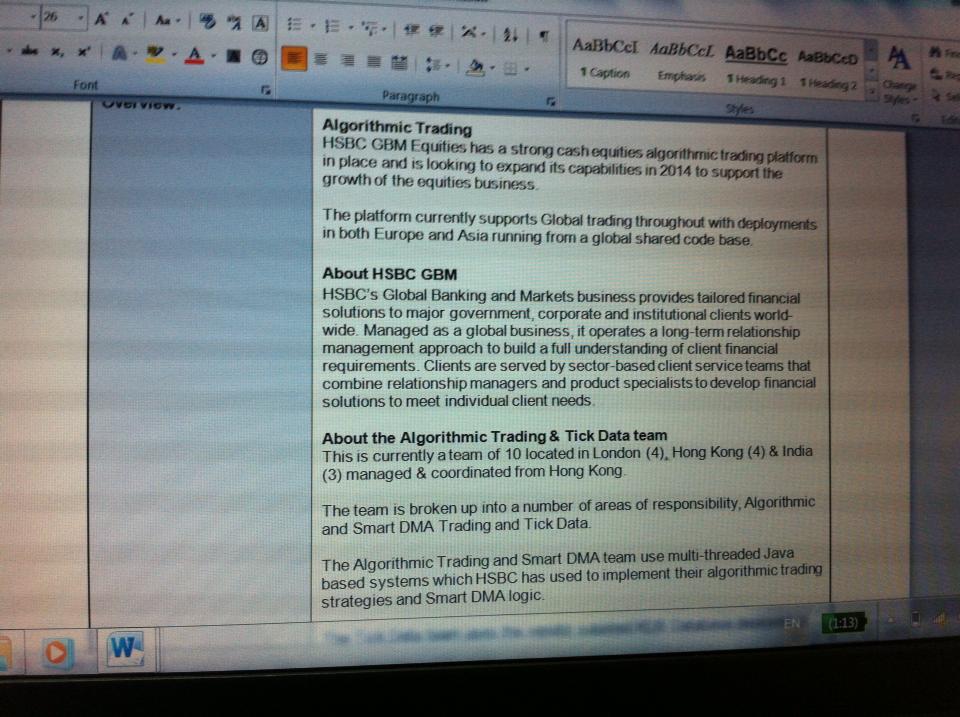 26
A A Aa
abc x₂ x² A A
Font
Paragraph
AaBbCcI AaBbCcL AaBbCc AaBbCcD
¶ Caption Emphasis ¶ Heading 1 ¶ Heading 2
Change
Styles
Styles
Overview:
Algorithmic Trading
HSBC GBM Equities has a strong cash equities algorithmic trading platform
in place and is looking to expand its capabilities in 2014 to support the
growth of the equities business.
The platform currently supports Global trading throughout with deployments
in both Europe and Asia running from a global shared code base.
About HSBC GBM
HSBC's Global Banking and Markets business provides tailored financial
solutions to major government, corporate and institutional clients world-
wide. Managed as a global business, it operates a long-term relationship
management approach to build a full understanding of client financial
requirements. Clients are served by sector-based client service teams that
combine relationship managers and product specialists to develop financial
solutions to meet individual client needs.
About the Algorithmic Trading & Tick Data team
This is currently a team of 10 located in London (4), Hong Kong (4) & India
(3) managed & coordinated from Hong Kong.
The team is broken up into a number of areas of responsibility, Algorithmic
and Smart DMA Trading and Tick Data.
The Algorithmic Trading and Smart DMA team use multi-threaded Java
based systems which HSBC has used to implement their algorithmic trading
strategies and Smart DMA logic.
EN (1:13)
W